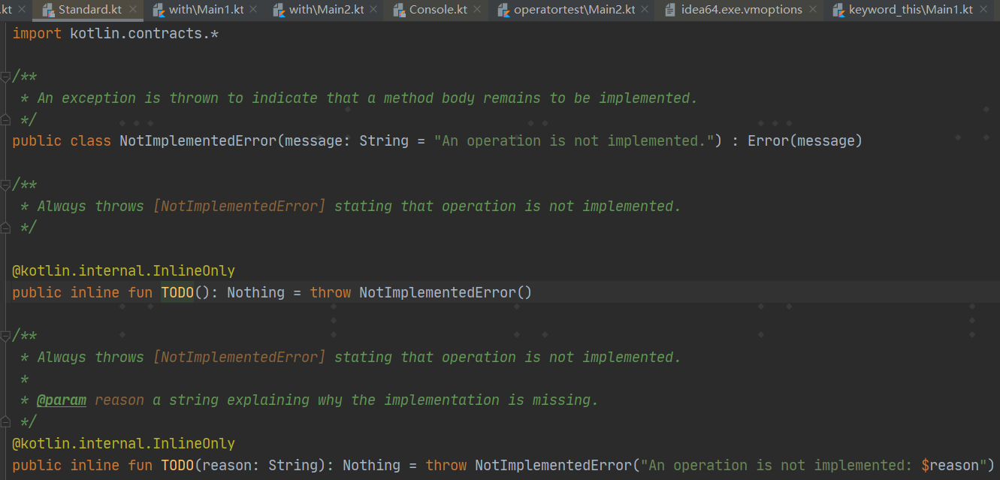 .kt Standard.kt with\Main1.kt with\Main2.kt Console.kt operatortest\Main2.kt idea64.exe.vmoptions keyword_this\Main1.kt
import kotlin.contracts.*
/**
* An exception is thrown to indicate that a method body remains to be implemented.
*/
public class NotImplementedError(message: String = "An operation is not implemented.") : Error(message)
/**
* Always throws [NotImplementedError] stating that operation is not implemented.
*/
@kotlin.internal.InlineOnly
public inline fun TODO(): Nothing = throw NotImplementedError()
/**
* Always throws [NotImplementedError] stating that operation is not implemented.
*
* @param reason a string explaining why the implementation is missing.
*/
@kotlin.internal.InlineOnly
public inline fun TODO(reason: String): Nothing = throw NotImplementedError("An operation is not implemented: $reason")